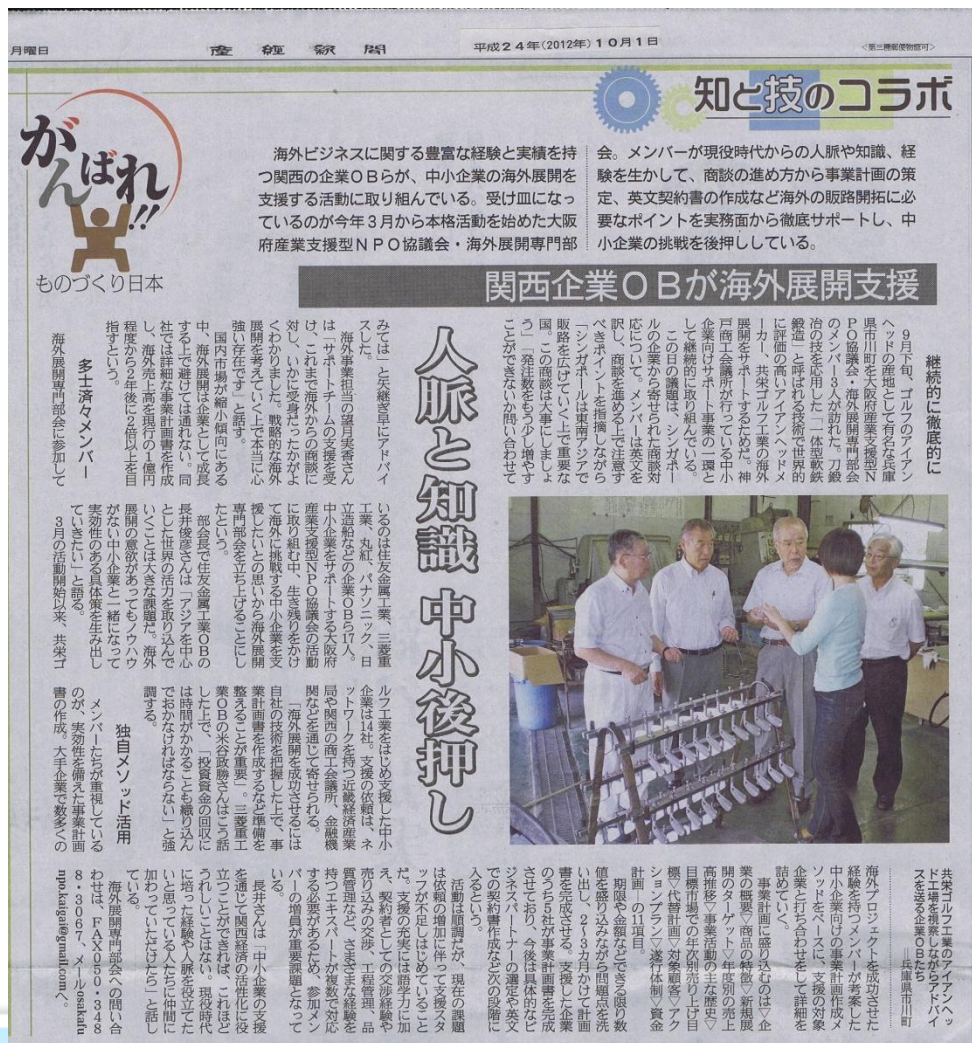 月曜日
産經新聞
平成24年(2012年)10月1日
<第三種郵便物認可>
知と技のコラボ
がんばれ!!
ものづくり日本
海外ビジネスに関する豊富な経験と実績を持
つ関西の企業OBらが、中小企業の海外展開を
支援する活動に取り組んでいる。受け皿になっ
ているのが今年3月から本格活動を始めた大阪
府産業支援型NPO協議会・海外展開専門部
会。メンバーが現役時代からの人脈や知識、経
験を生かして、商談の進め方から事業計画の策
定、英文契約書の作成など海外の販路開拓に必
要なポイントを実務面から徹底サポートし、中
小企業の挑戦を後押ししている。
関西企業OBが海外展開支援
人脈と知識 中小後押し
継続的に徹底的に
9月下旬、ゴルフのアイアン
ヘッドの産地として有名な兵庫
県市川町を大阪府産業支援型N
PO協議会・海外展開専門部会
のメンバー3人が訪れた。刀鍛
冶の技を応用した「一体型軟鉄
鍛造」と呼ばれる技術で世界的
に評価の高いアイアンヘッドメ
ーカー、共栄ゴルフ工業の海外
展開をサポートするためだ。神
戸商工会議所が行っている中小
企業向けサポート事業の一環と
して継続的に取り組んでいる。
この日の議題は、シンガポー
ルの企業から寄せられた商談対
応について。メンバーは英文を
訳し、商談を進める上で注意す
べきポイントを指摘しながら
「シンガポールは東南アジアで
販路を広げていく上で重要な
国。この商談は大事にしましょ
う」「発注数をもう少し増やす
ことができないか問い合わせて
みては」と矢継ぎ早にアドバイ
スした。
海外事業担当の望月実香さん
は「サポートチームの支援を受
け、これまで海外からの商談に
対し、いかに受身だったかがよ
くわかりました。戦略的な海外
展開を考えていく上で本当に心
強い存在です」と話す。
国内市場が縮小傾向にある
中、海外展開は企業として成長
する上で避けては通れない。同
社では詳細な事業計画書を作成
し、海外売上高を現行の1億円
程度から2年後に2倍以上を目
指すという。
多士済々メンバー
海外展開専門部会に参加して
いるのは住友金属工業、三菱重
工業、丸紅、パナソニック、日
立造船などの企業OBら17人。
中小企業をサポートする大阪府
産業支援型NPO協議会の活動
に取り組む中、生き残りをかけ
て海外に挑戦する中小企業を支
援したいとの思いから海外展開
専門部会を立ち上げることにし
たという。
部会長で住友金属工業OBの
長井俊彦さんは「アジアを中心
とした世界の活力を取り込んで
いくことは大きな課題だ。海外
展開の意欲があってもノウハウ
がない中小企業と一緒になって
実効性のある具体策を生み出し
ていきたい」と語る。
3月の活動開始以来、共栄ゴ
ルフ工業をはじめ支援した中小
企業は14社。支援の依頼は、ネ
ットワークを持つ近畿経済産業
局や関西の商工会議所、金融機
関などを通じて寄せられる。
「海外展開を成功させるには
自社の技術を把握した上で、事
業計画書を作成するなど準備を
整えることが重要」。三菱重工
業OBの米谷政勝さんはこう話
した上で、「投資資金の回収に
は時間がかかることも織り込ん
でおかなければならない」と強
調する。
独自メソッド活用
メンバーたちが重視している
のが、実効性を備えた事業計画
書の作成。大手企業で数多くの
海外プロジェクトを成功させた
経験を持つメンバーが考案した
中小企業向けの事業計画作成メ
ソッドをベースに、支援の対象
企業と打ち合わせをして詳細を
詰めていく。
事業計画に盛り込むのは▽企
業の概要▽商品の特徴▽新規展
開のターゲット▽年度別の売上
高推移▽事業活動の主な歴史▽
目標市場での年次別売り上げ目
標▽代替計画▽対象顧客▽アク
ションプラン▽遂行体制▽資金
計画―の11項目。
期限や金額などできる限り数
値を盛り込みながら問題点を洗
い出し、2~3カ月かけて計画
書を完成させる。支援した企業
のうち5社が事業計画書を完成
させており、今後は具体的なビ
ジネスパートナーの選定や英文
での契約書作成など次の段階に
入るという。
活動は順調だが、現在の課題
は依頼の増加に伴って支援スタ
ッフが不足しはじめていること
だ。支援の充実には語学力に加
え、契約者としての交渉経験や
売り込みの交渉、工程管理、品
質管理など、さまざまな経験を
持つエキスパートが複数で対応
する必要があるため、参加メン
バーの増員が重要課題となって
いる。
長井さんは「中小企業の支援
を通じて関西経済の活性化に役
立つことができれば、これほど
うれしいことはない。現役時代
に培った経験や人脈を役立てた
いと思っている人たちに仲間に
加わっていただけたら」と話し
ている。
海外展開専門部会への問い合
わせは、FAX050・348
8・3067、メールosakafu
npo.kaigai@gmail.comへ。
共栄ゴルフ工業のアイアンヘッ
ド工場を視察しながらアドバイ
スを送る企業OBたち
―兵庫県市川町